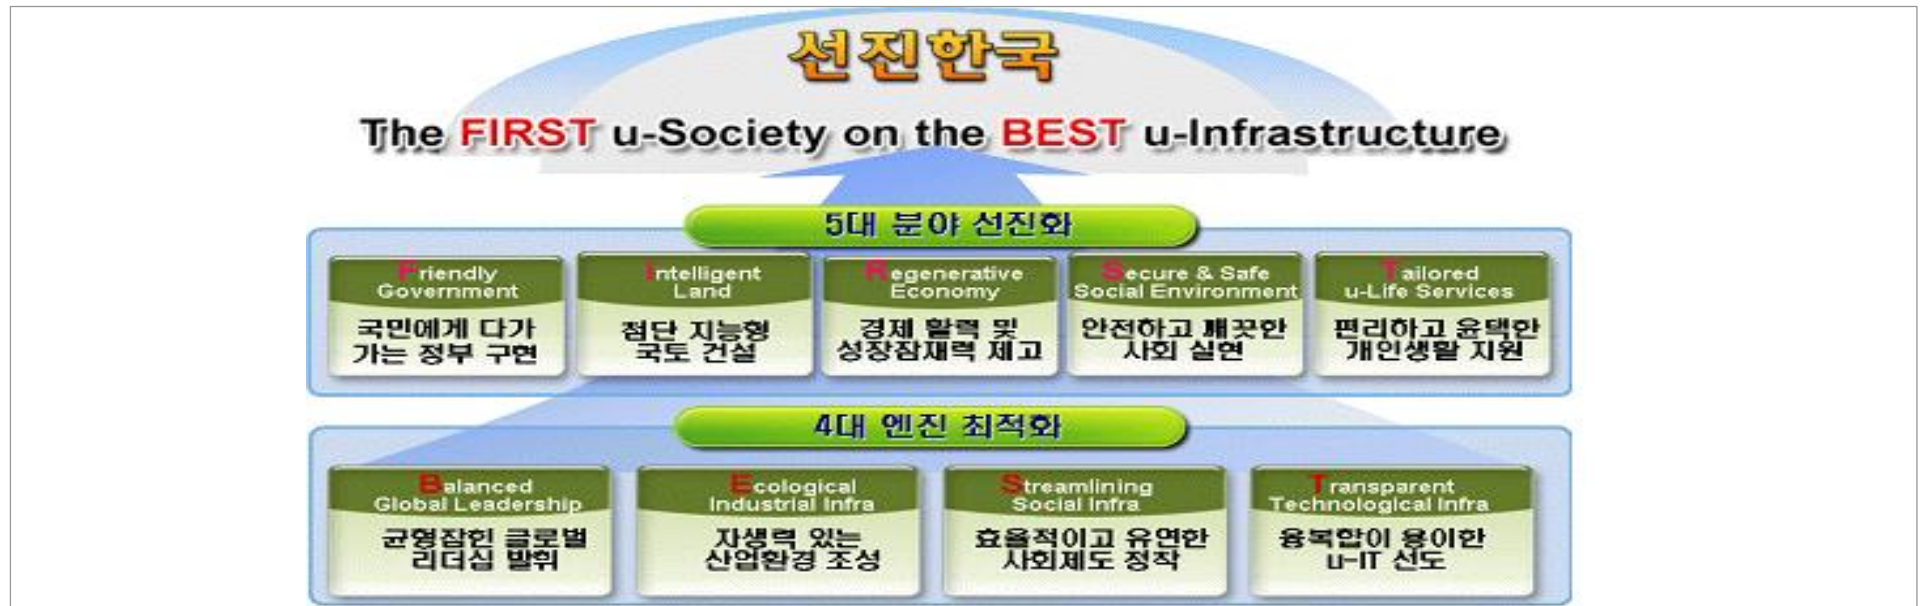 선진한국
The FIRST u-Society on the BEST u-Infrastructure
5대 분야 선진화
Friendly
Government
국민에게 다가
가는 정부 구현
Intelligent
Land
첨단 지능형
국토 건설
Regenerative
Economy
경제 활력 및
성장잠재력 제고
Secure & Safe
Social Environment
안전하고 깨끗한
사회 실현
Tailored
u-Life Services
편리하고 윤택한
개인생활 지원
4대 엔진 최적화
Balanced
Global Leadership
균형잡힌 글로벌
리더십 발휘
Ecological
Industrial Infra
자생력 있는
산업환경 조성
Streamlining
Social Infra
효율적이고 유연한
사회제도 정착
Transparent
Technological Infra
융복합이 용이한
u-IT 선도